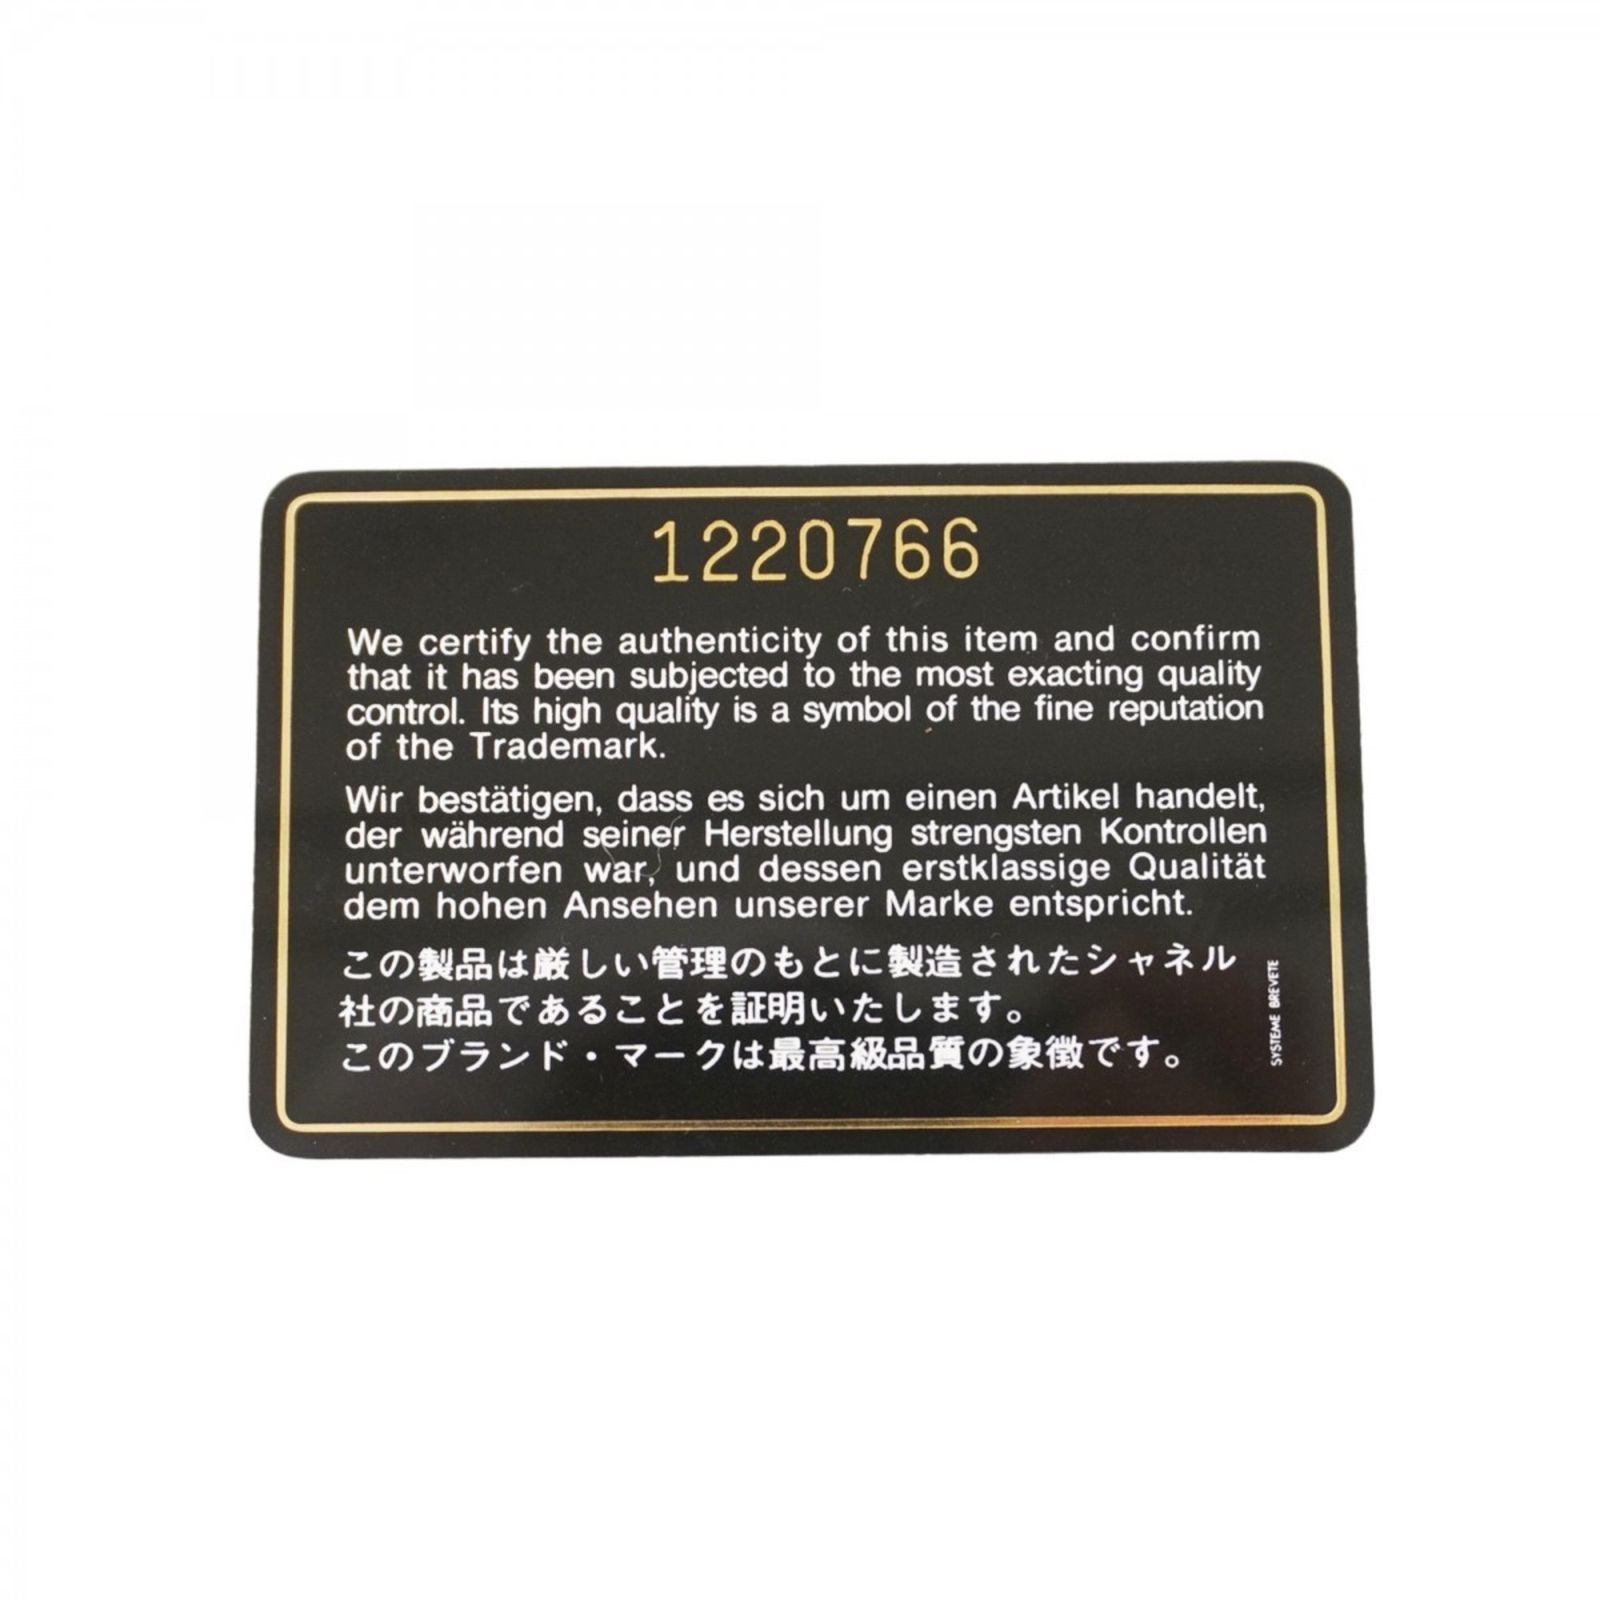 1220766
We certify the authenticity of this item and confirm
that it has been subjected to the most exacting quality
control. Its high quality is a symbol of the fine reputation
of the Trademark.
Wir bestätigen, dass es sich um einen Artikel handelt,
der während seiner Herstellung strengsten Kontrollen
unterworfen war, und dessen erstklassige Qualität
dem hohen Ansehen unserer Marke entspricht.
この製品は厳しい管理のもとに製造されたシャネル
社の商品であることを証明いたします。
このブランド・マークは最高級品質の象徴です。
SYSTEME BREVETE